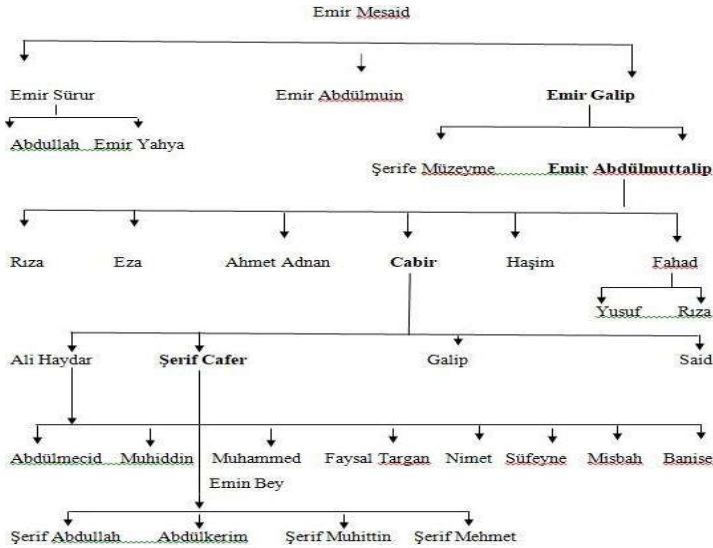 Emir Mesaid
Emir Sürur Emir Abdülmuin Emir Galip
Abdullah Emir Yahya
Şerife Müzeyme Emir Abdülmuttalip
Rıza Eza Ahmet Adnan Cabir Haşim Fahad
Yusuf Rıza
Ali Haydar Şerif Cafer Galip Said
Abdülmecid Muhiddin Muhammed Faysal Targan Nimet Süfeyne Misbah Banise
Emin Bey
Şerif Abdullah Abdülkerim Şerif Muhittin Şerif Mehmet